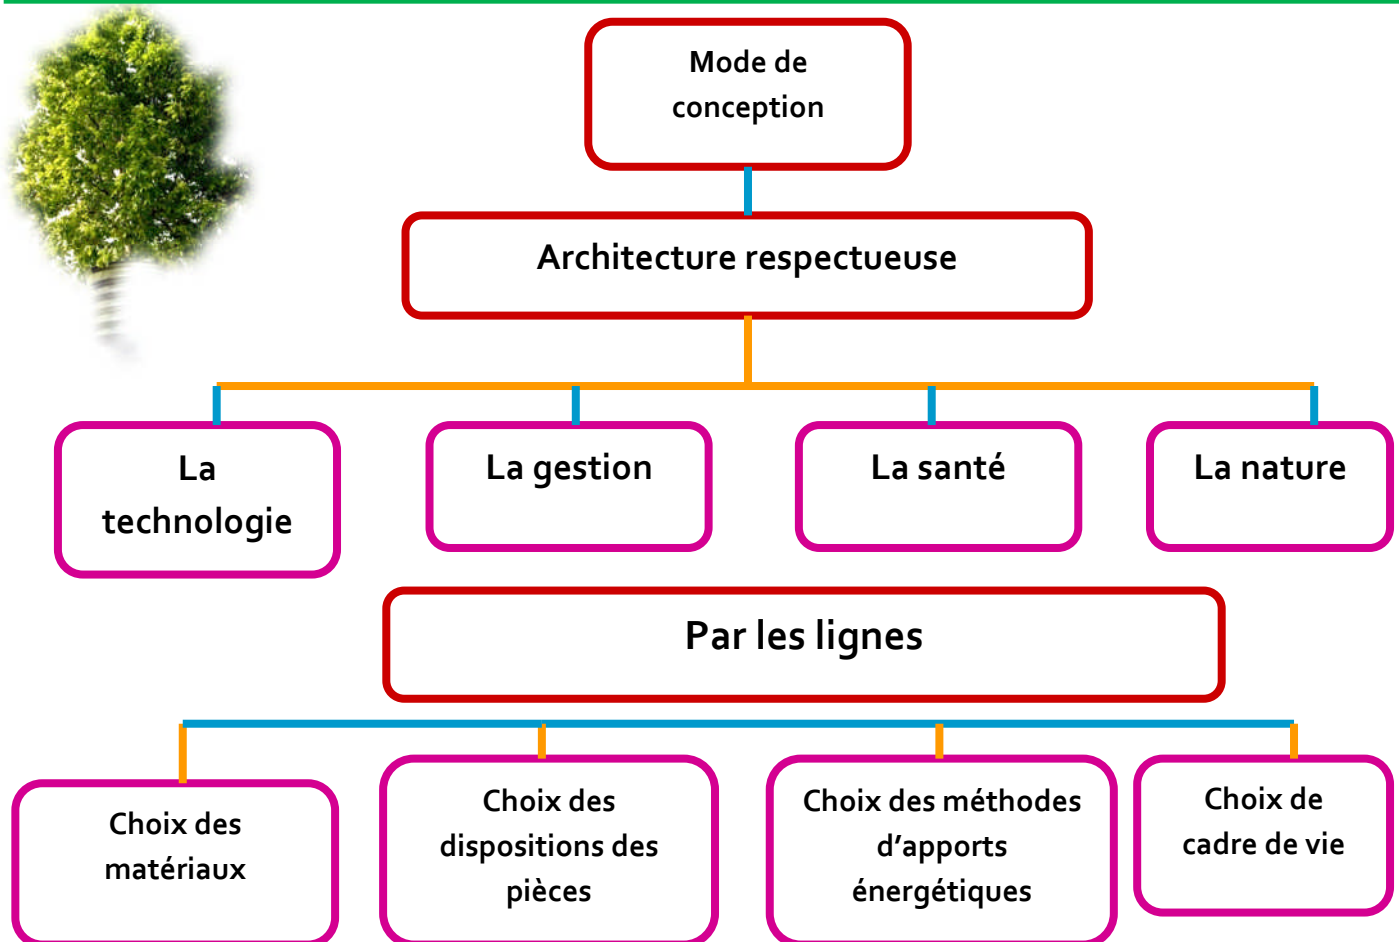 Mode de
conception
Architecture respectueuse
La
technologie
La gestion
La santé
La nature
Par les lignes
Choix des
matériaux
Choix des
dispositions des
pièces
Choix des méthodes
d’apports
énergétiques
Choix de
cadre de vie